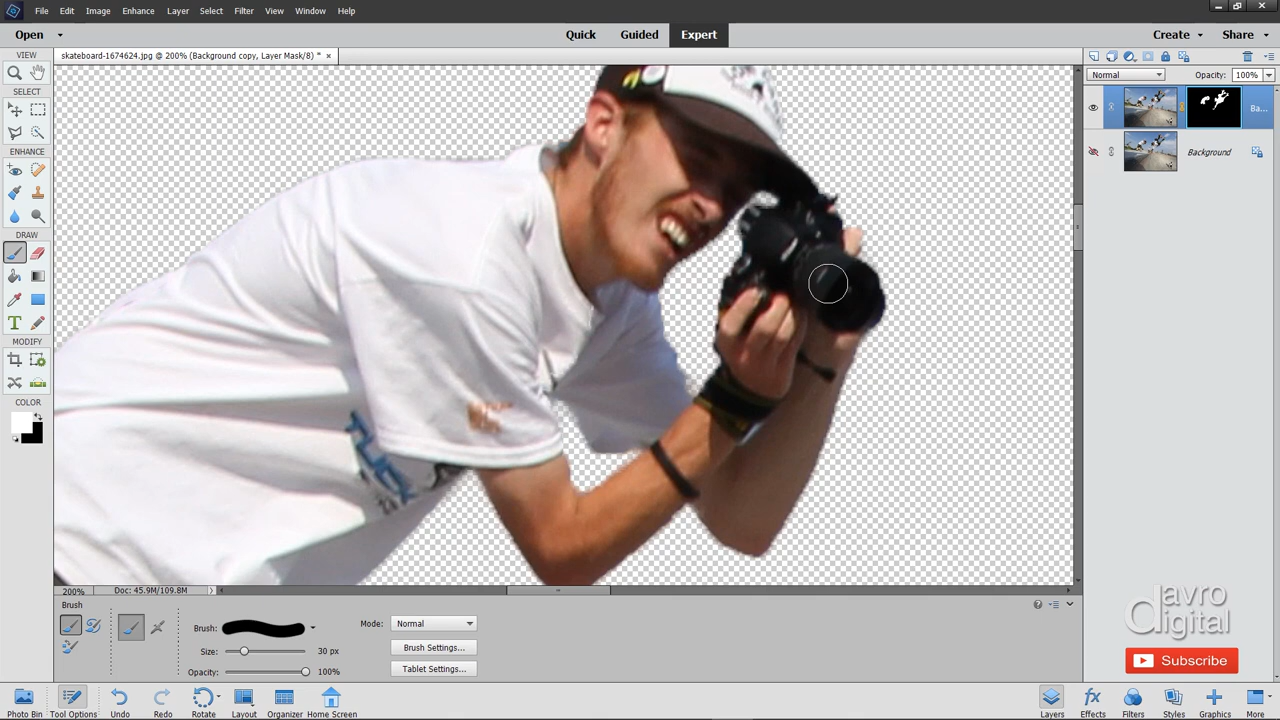 File Edit Image Enhance Layer Select Filter View Window Help
Open Quick Guided Expert Create Share
VIEW
skateboard-1674624.jpg @ 200% (Background copy, Layer Mask/8) * ×
Normal Opacity: 100%
SELECT
Ba...
Background
ENHANCE
DRAW
MODIFY
COLOR
200% Doc: 45.9M/109.8M
Brush
Brush: Mode: Normal
Size: 30 px Brush Settings...
Opacity: 100% Tablet Settings...
davro
digital
Subscribe
Photo Bin Tool Options Undo Redo Rotate Layout Organizer Home Screen Layers Effects Filters Styles Graphics More